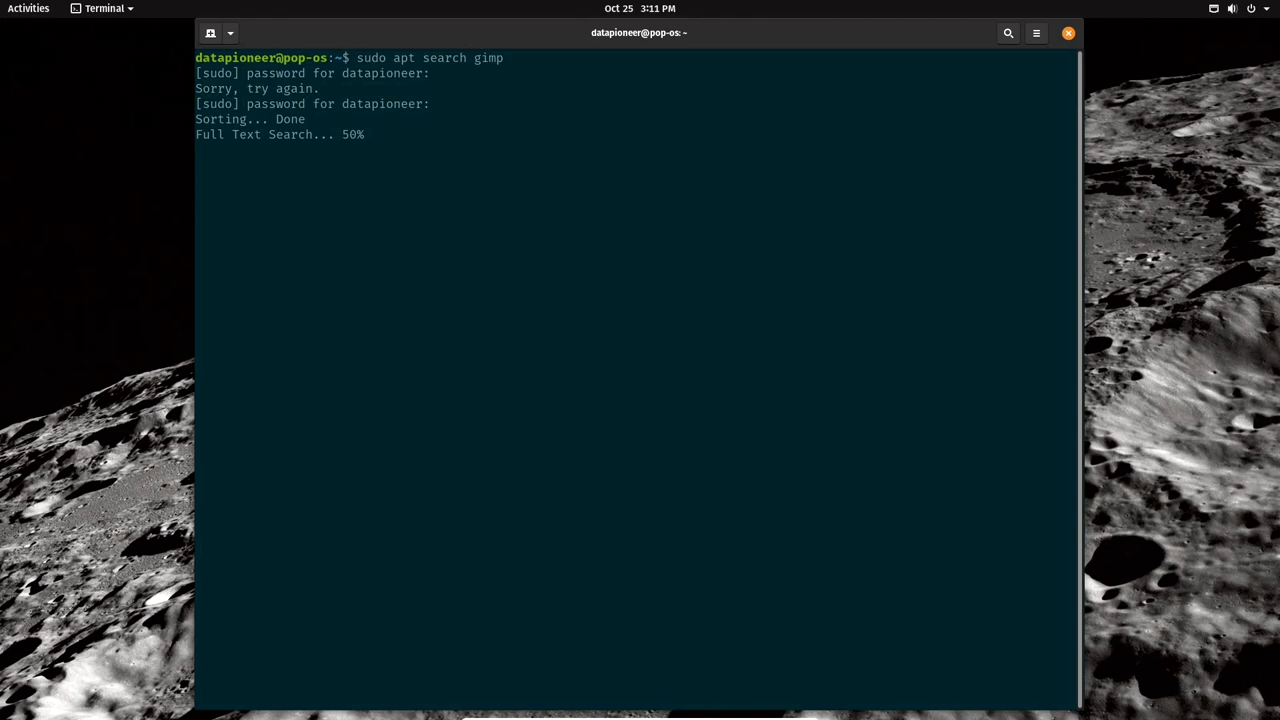 Activities
Terminal
Oct 25 3:11 PM
datapioneer@pop-os: ~
datapioneer@pop-os:~$ sudo apt search gimp
[sudo] password for datapioneer:
Sorry, try again.
[sudo] password for datapioneer:
Sorting... Done
Full Text Search... 50%